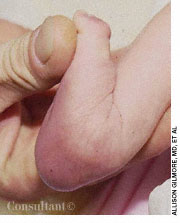 ALLISON GILMORE, MD, ET AL
Consultant®